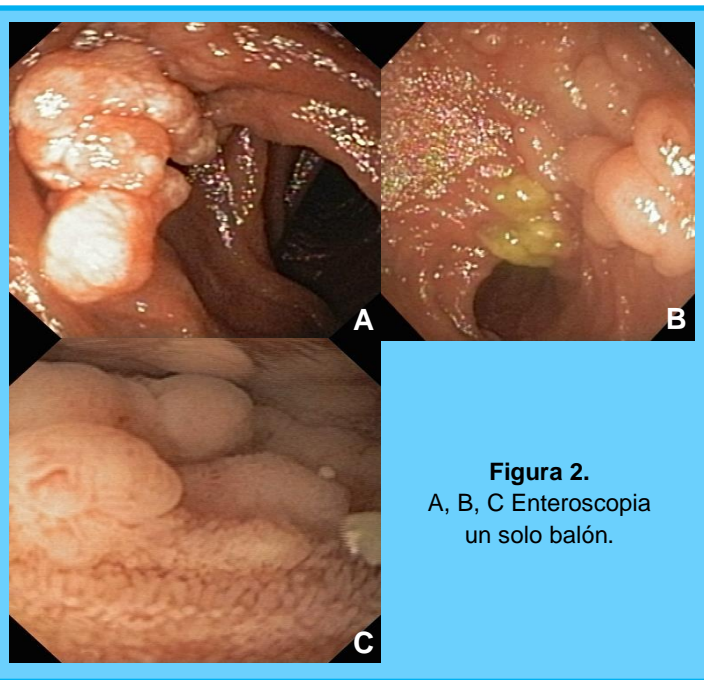 A
B
C
Figura 2.
A, B, C Enteroscopia
un solo balón.